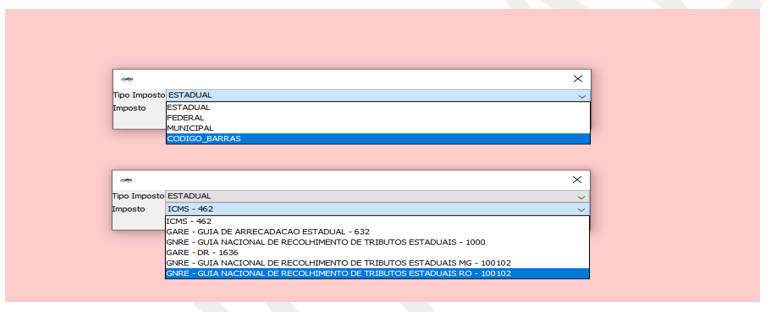 Tipo Imposto ESTADUAL
Imposto ESTADUAL
FEDERAL
MUNICIPAL
CODIGO_BARRAS
Tipo Imposto ESTADUAL
Imposto ICMS - 462
ICMS - 462
GARE - GUIA DE ARRECADACAO ESTADUAL - 632
GNRE - GUIA NACIONAL DE RECOLHIMENTO DE TRIBUTOS ESTADUAIS - 1000
GARE - DR - 1636
GNRE - GUIA NACIONAL DE RECOLHIMENTO DE TRIBUTOS ESTADUAIS MG - 100102
GNRE - GUIA NACIONAL DE RECOLHIMENTO DE TRIBUTOS ESTADUAIS RO - 100102